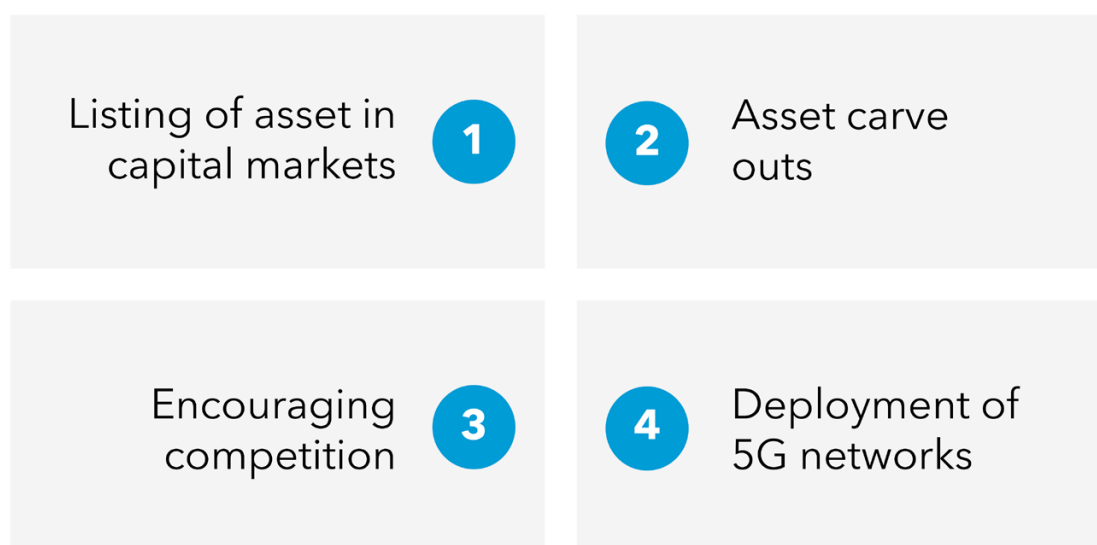 Listing of asset in
capital markets
1
2
Asset carve
outs
Encouraging
competition
3
4
Deployment of
5G networks